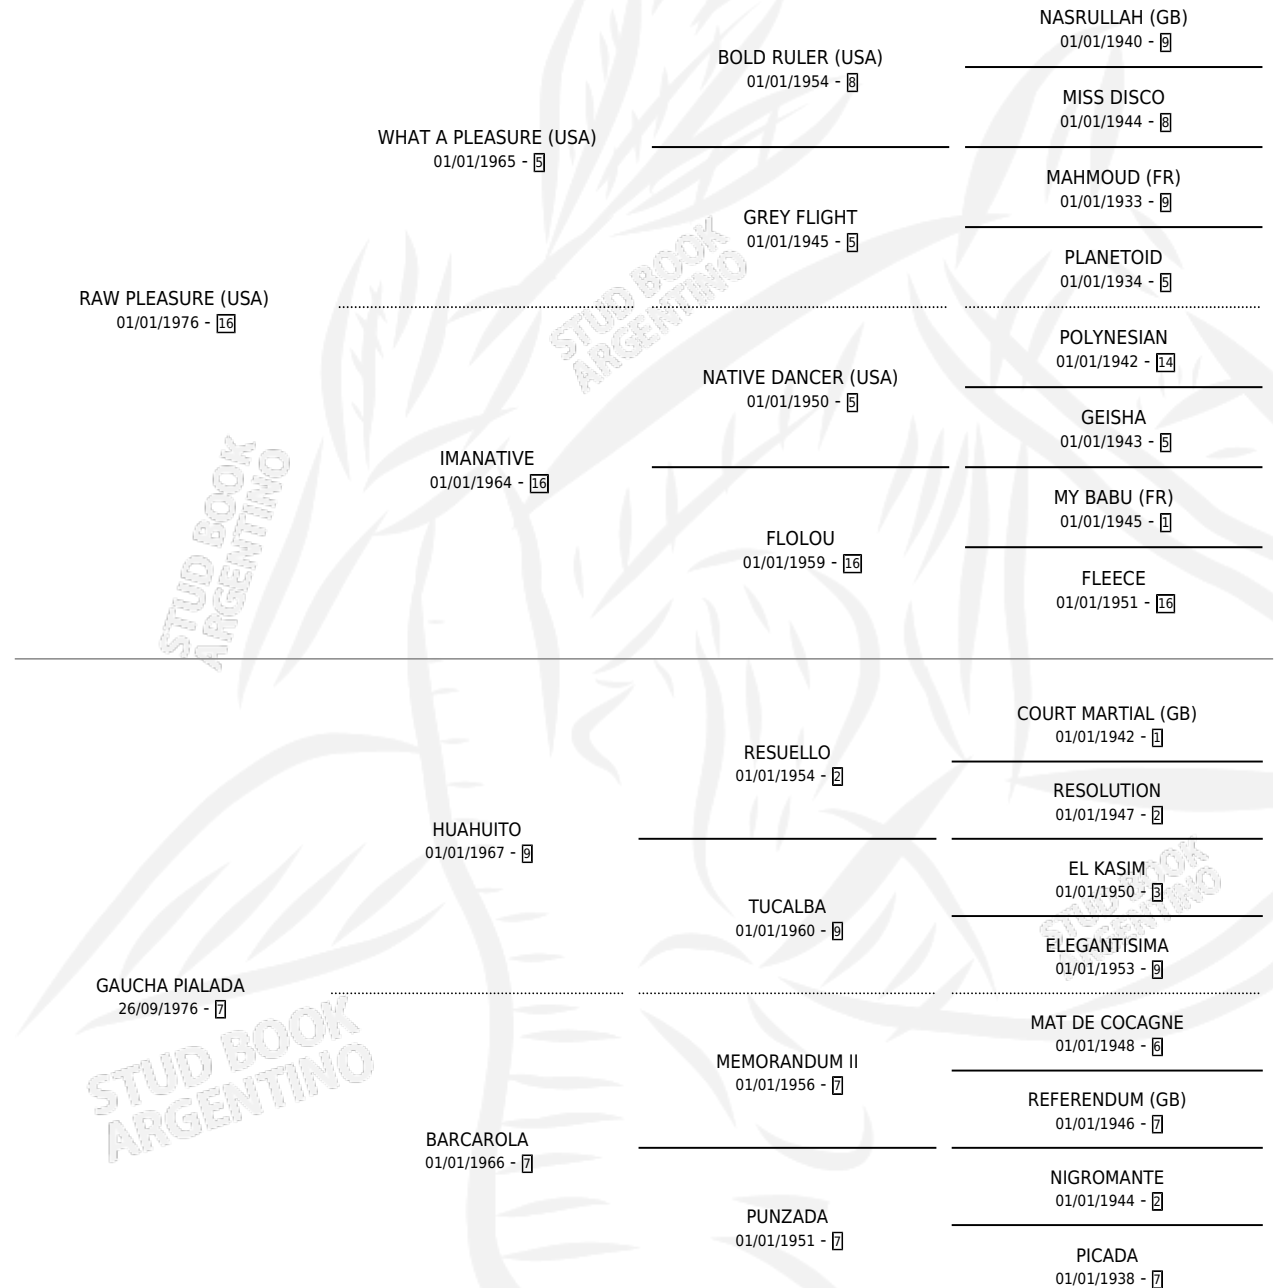 NASRULLAH (GB)
01/01/1940 - 9
BOLD RULER (USA)
01/01/1954 - 8
MISS DISCO
01/01/1944 - 8
WHAT A PLEASURE (USA)
01/01/1965 - 5
MAHMOUD (FR)
01/01/1933 - 9
GREY FLIGHT
01/01/1945 - 5
PLANETOID
01/01/1934 - 5
RAW PLEASURE (USA)
01/01/1976 - 16
POLYNESIAN
01/01/1942 - 14
NATIVE DANCER (USA)
01/01/1950 - 5
GEISHA
01/01/1943 - 5
IMANATIVE
01/01/1964 - 16
MY BABU (FR)
01/01/1945 - 1
FLOLOU
01/01/1959 - 16
FLEECE
01/01/1951 - 16
COURT MARTIAL (GB)
01/01/1942 - 1
RESUELLO
01/01/1954 - 2
RESOLUTION
01/01/1947 - 2
HUAHUITO
01/01/1967 - 9
EL KASIM
01/01/1950 - 3
TUCALBA
01/01/1960 - 9
ELEGANTISIMA
01/01/1953 - 9
GAUCHA PIALADA
26/09/1976 - 7
MAT DE COCAGNE
01/01/1948 - 6
MEMORANDUM II
01/01/1956 - 7
REFERENDUM (GB)
01/01/1946 - 7
BARCAROLA
01/01/1966 - 7
NIGROMANTE
01/01/1944 - 2
PUNZADA
01/01/1951 - 7
PICADA
01/01/1938 - 7
STUD BOOK
ARGENTINO
STUD BOOK
ARGENTINO
STUD BOOK
ARGENTINO
STUD BOOK
ARGENTINO